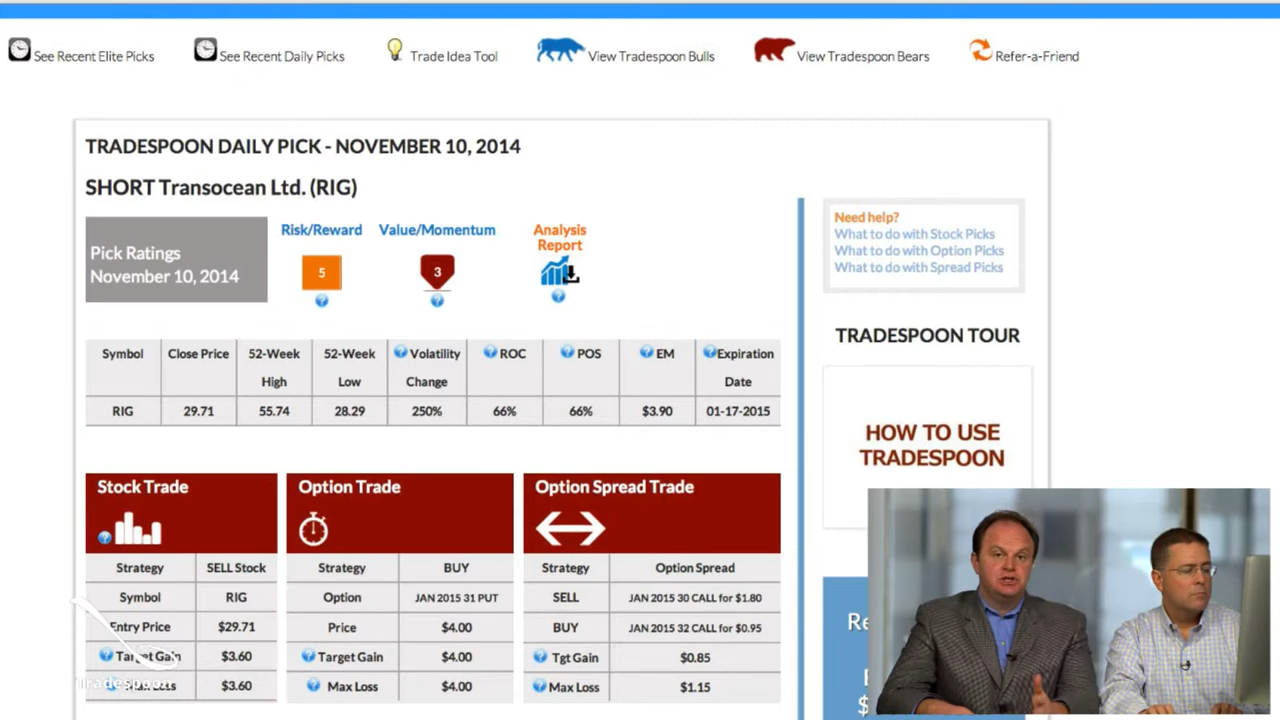 See Recent Elite Picks
See Recent Daily Picks
Trade Idea Tool
View Tradespoon Bulls
View Tradespoon Bears
Refer-a-Friend
TRADESPOON DAILY PICK - NOVEMBER 10, 2014
SHORT Transocean Ltd. (RIG)
Pick Ratings
November 10, 2014
Risk/Reward
5
?
Value/Momentum
3
?
Analysis
Report
?
Symbol Close Price 52-Week High 52-Week Low ? Volatility Change ? ROC ? POS ? EM ? Expiration Date
RIG 29.71 55.74 28.29 250% 66% 66% $3.90 01-17-2015
Stock Trade
?
Strategy SELL Stock
Symbol RIG
Entry Price $29.71
? Target Gain $3.60
Max Loss $3.60
Option Trade
Strategy BUY
Option JAN 2015 31 PUT
Price $4.00
? Target Gain $4.00
? Max Loss $4.00
Option Spread Trade
Strategy Option Spread
SELL JAN 2015 30 CALL for $1.80
BUY JAN 2015 32 CALL for $0.95
? Tgt Gain $0.85
? Max Loss $1.15
Need help?
What to do with Stock Picks
What to do with Option Picks
What to do with Spread Picks
TRADESPOON TOUR
HOW TO USE
TRADESPOON
Tradespoon